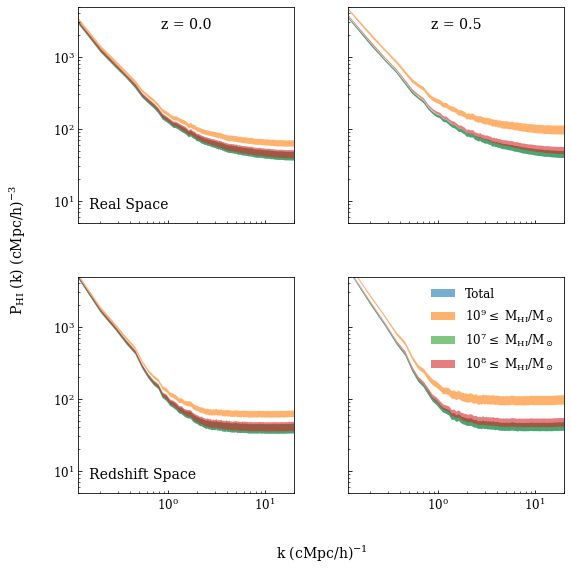 z = 0.0
z = 0.5
10³
10²
10¹
Real Space
P_HI (k) (cMpc/h)⁻³
Total
10⁹ ≤ M_HI/M_⊙
10⁷ ≤ M_HI/M_⊙
10⁸ ≤ M_HI/M_⊙
10³
10²
10¹
Redshift Space
10⁰ 10¹ 10⁰ 10¹
k (cMpc/h)⁻¹